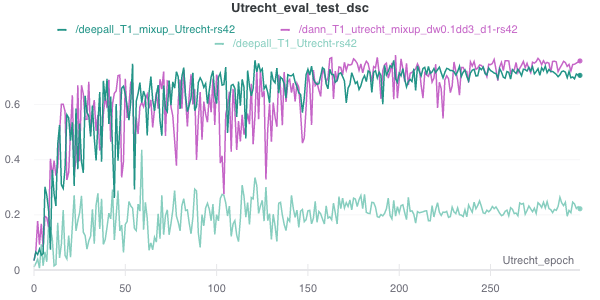 Utrecht_eval_test_dsc
/deepall_T1_mixup_Utrecht-rs42 /dann_T1_utrecht_mixup_dw0.1dd3_d1-rs42
/deepall_T1_Utrecht-rs42
0.6
0.4
0.2
Utrecht_epoch
0
0 50 100 150 200 250